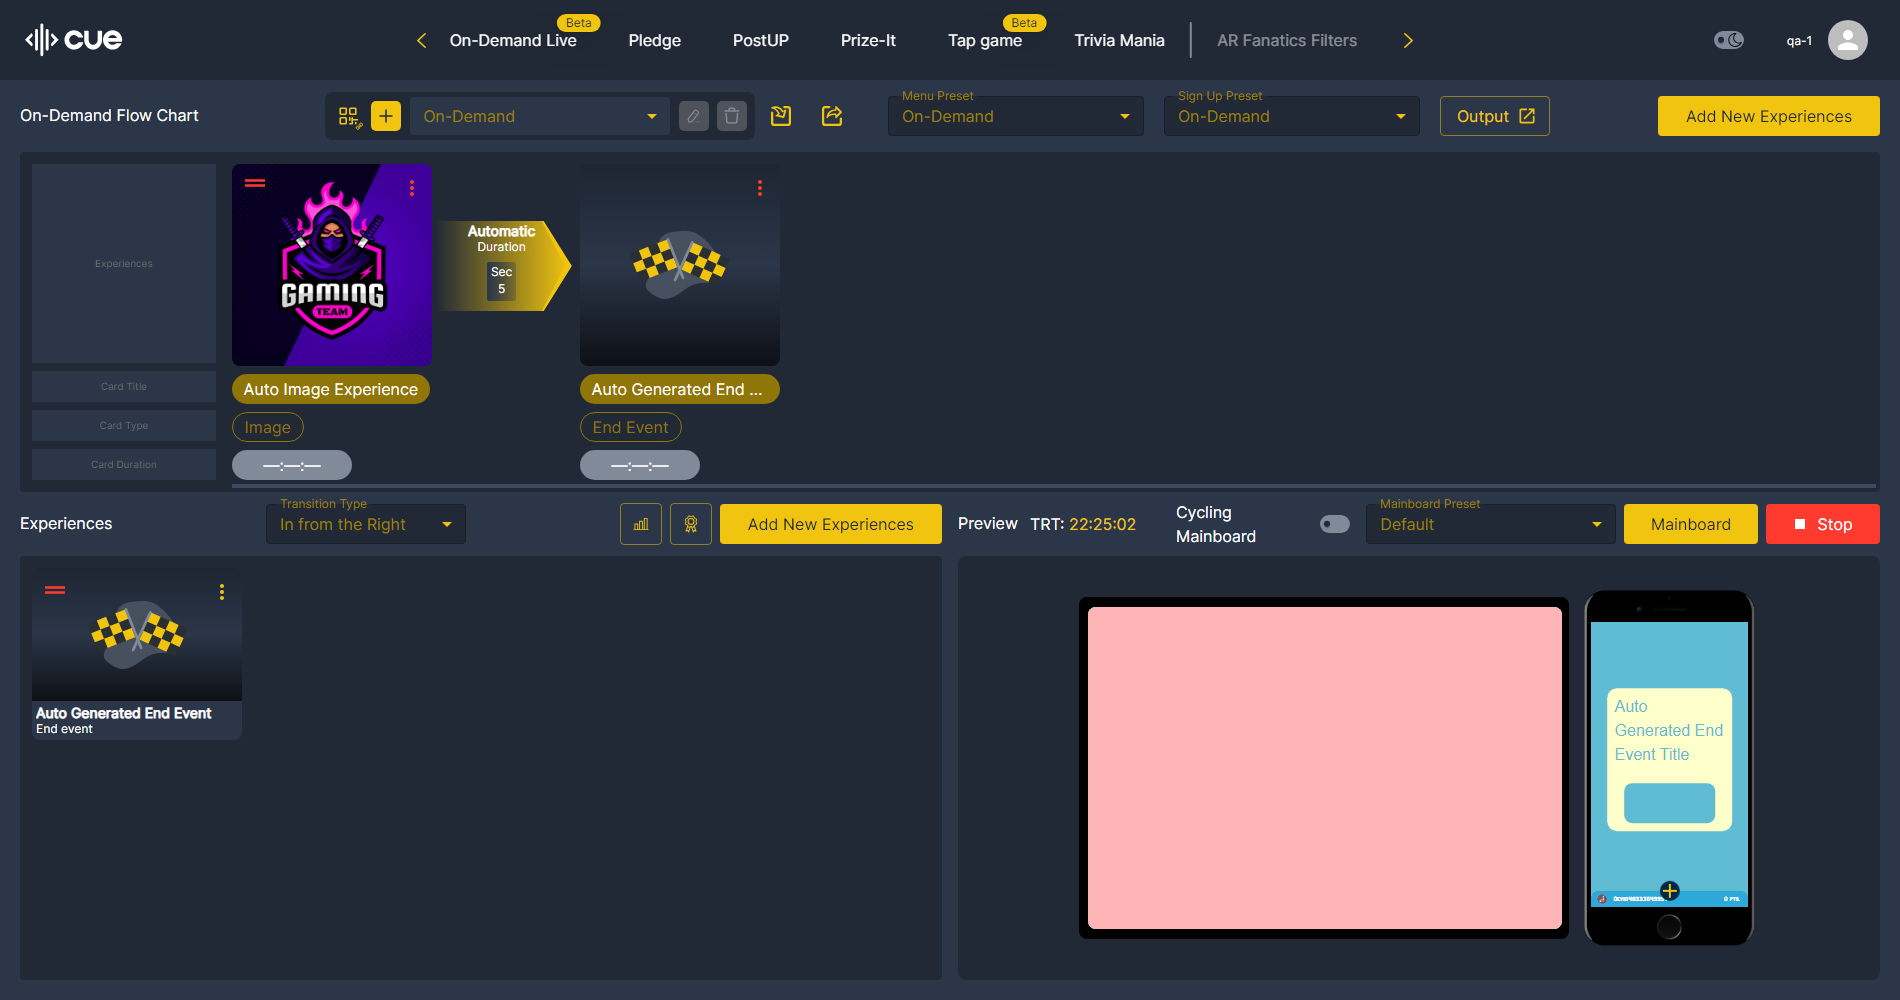 cue
On-Demand Live
Beta
Pledge
PostUP
Prize-It
Tap game
Beta
Trivia Mania
AR Fanatics Filters
qa-1
On-Demand Flow Chart
On-Demand
Menu Preset
On-Demand
Sign Up Preset
On-Demand
Output
Add New Experiences
Experiences
Card Title
Card Type
Card Duration
GAMING
TEAM
Automatic
Duration
Sec
5
Auto Image Experience
Image
—:—:—
Auto Generated End ...
End Event
—:—:—
Experiences
Transition Type
In from the Right
Add New Experiences
Preview
TRT: 22:25:02
Cycling
Mainboard
Mainboard Preset
Default
Mainboard
Stop
Auto Generated End Event
End event
Auto
Generated End
Event Title
0 PTS.